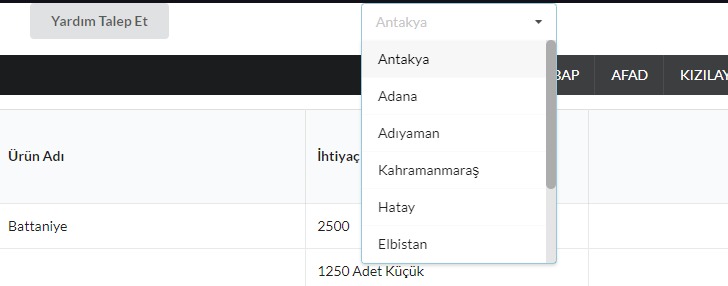 Yardım Talep Et
Antakya
Antakya
Adana
Adıyaman
Kahramanmaraş
Hatay
Elbistan
BAP
AFAD
KIZILAY
Ürün Adı
İhtiyaç
Battaniye
2500
1250 Adet Küçük